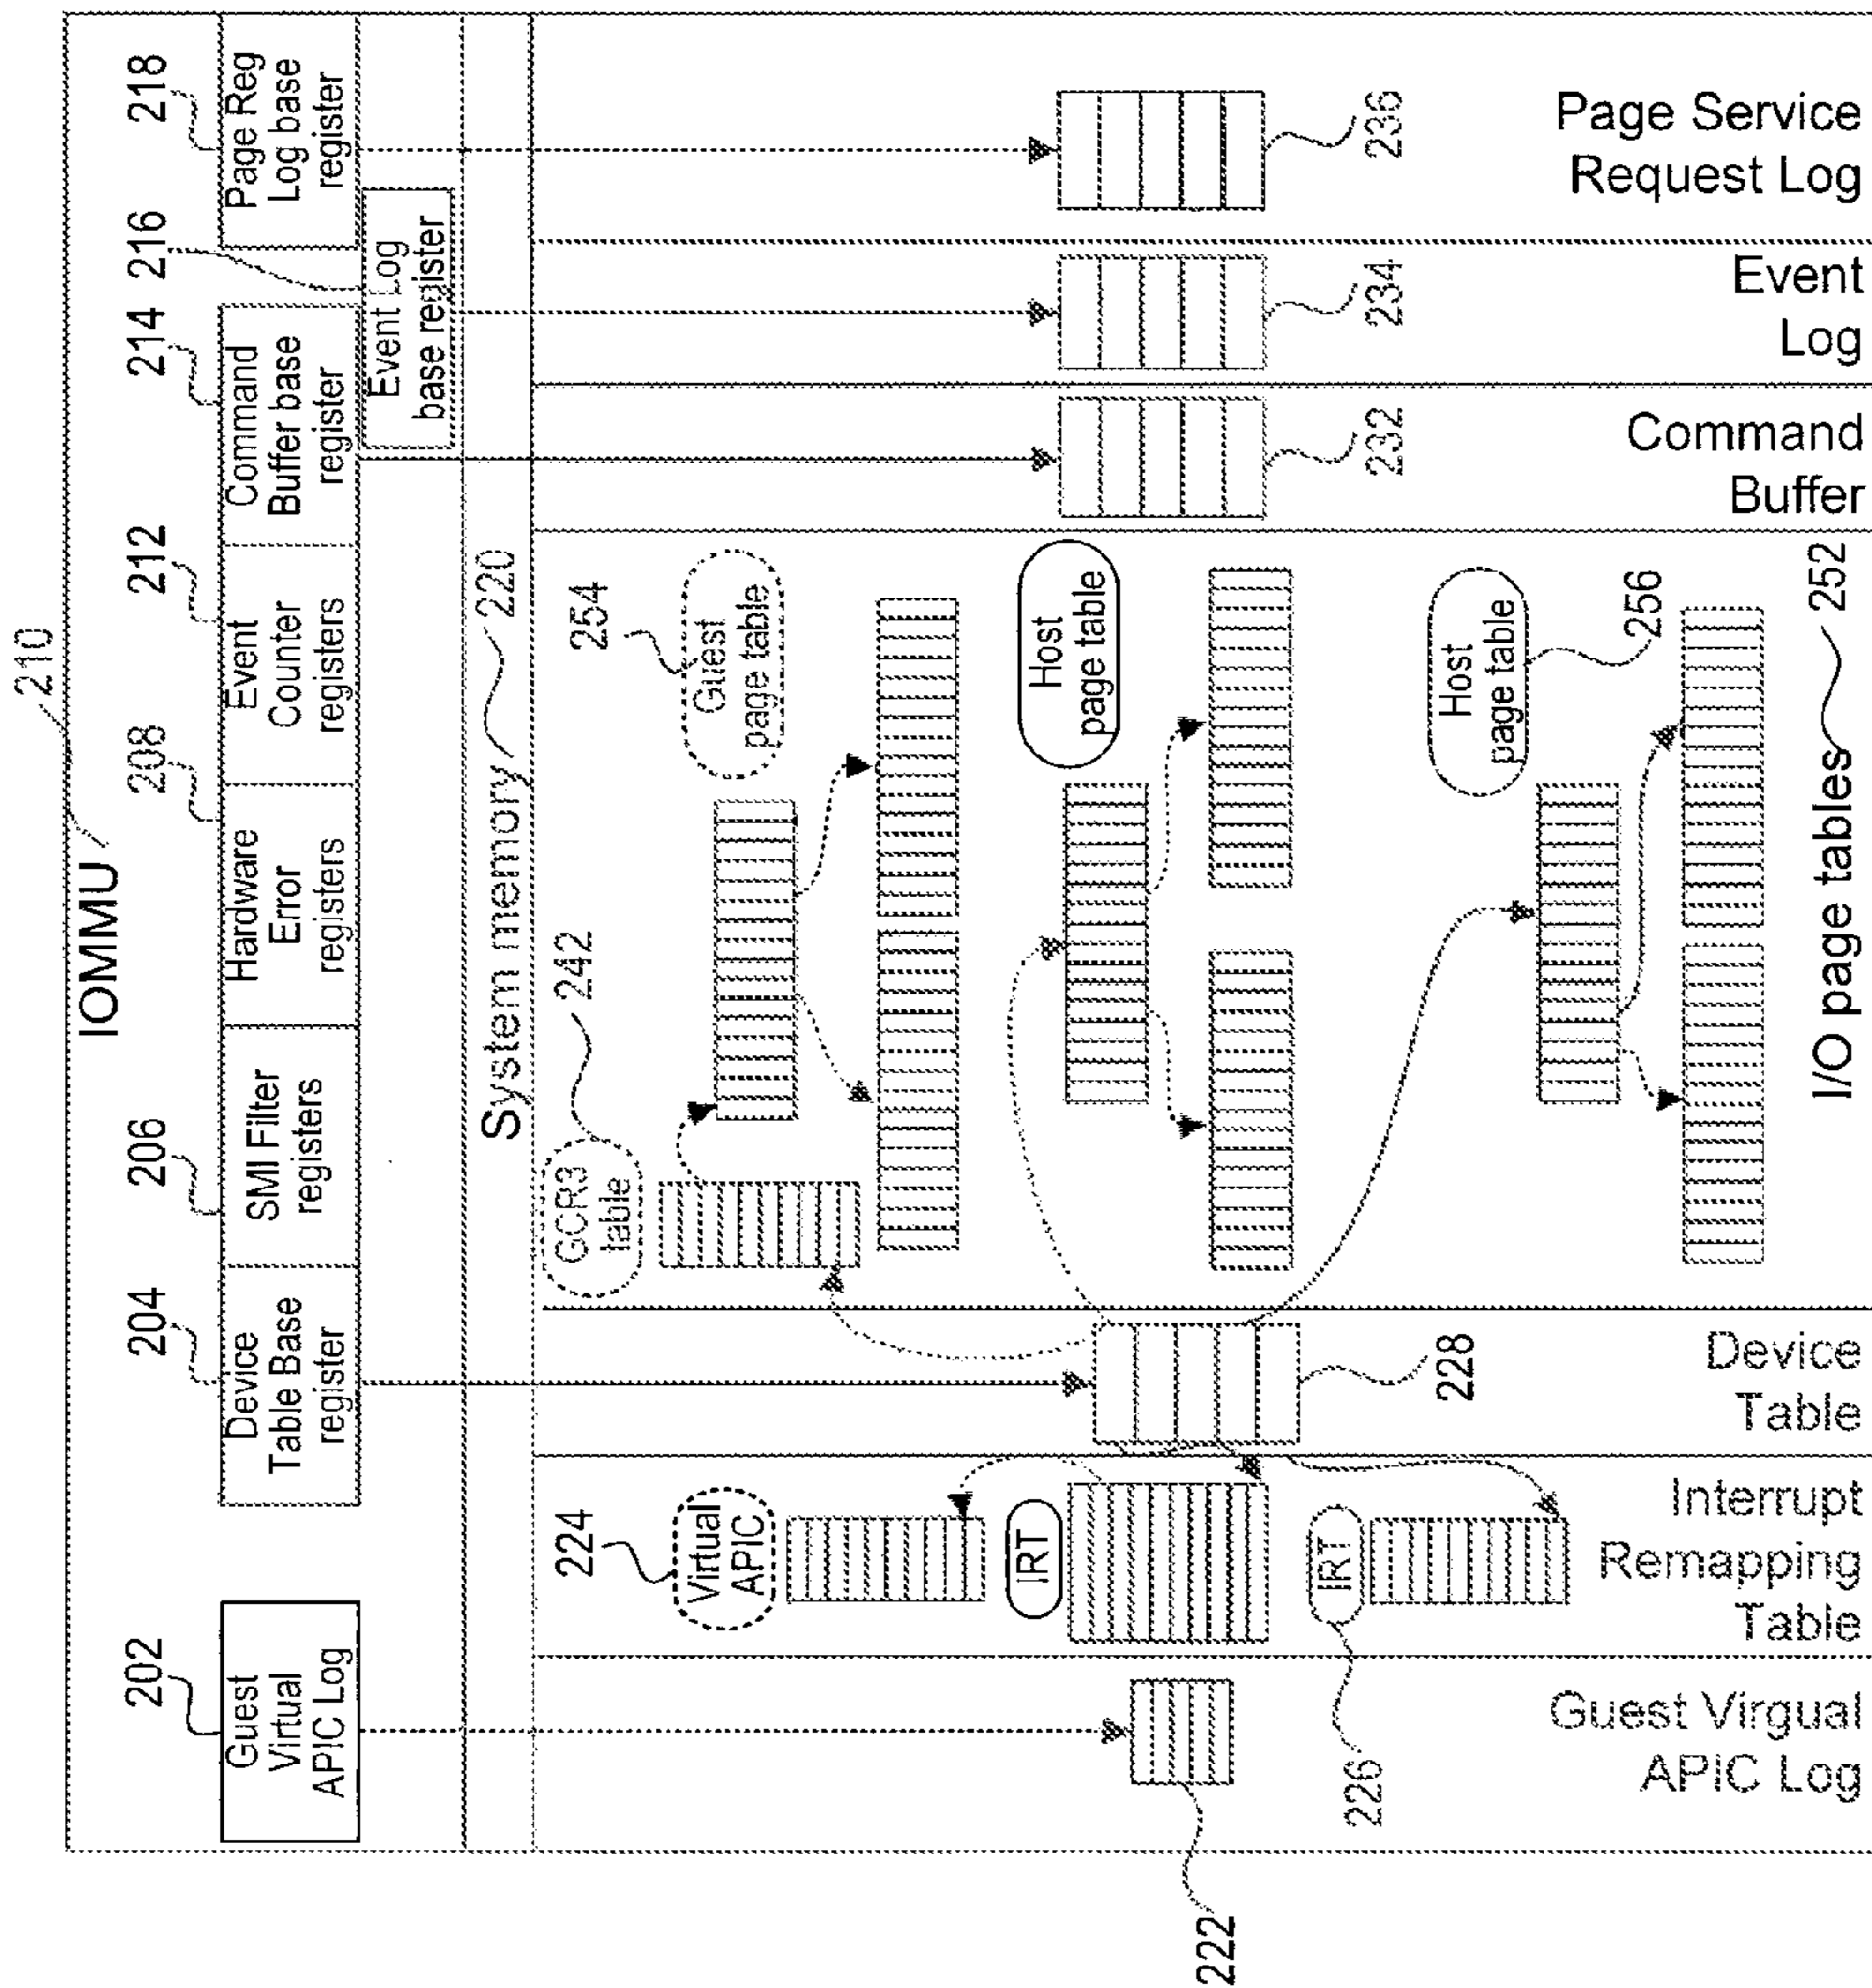 210
IOMMU
202
204
206
208
212
214
216
218
Guest
Virtual
APIC Log
Device
Table Base
register
SMI Filter
registers
Hardware
Error
registers
Event
Counter
registers
Command
Buffer base
register
Page Reg
Log base
register
Event Log
base register
System memory
220
224
Virtual
APIC
GCR3
table
242
254
Guest
page table
IRT
Host
page table
222
226
IRT
228
Host
page table
256
232
234
236
Guest Virgual
APIC Log
Interrupt
Remapping
Table
Device
Table
I/O page tables
252
Command
Buffer
Event
Log
Page Service
Request Log